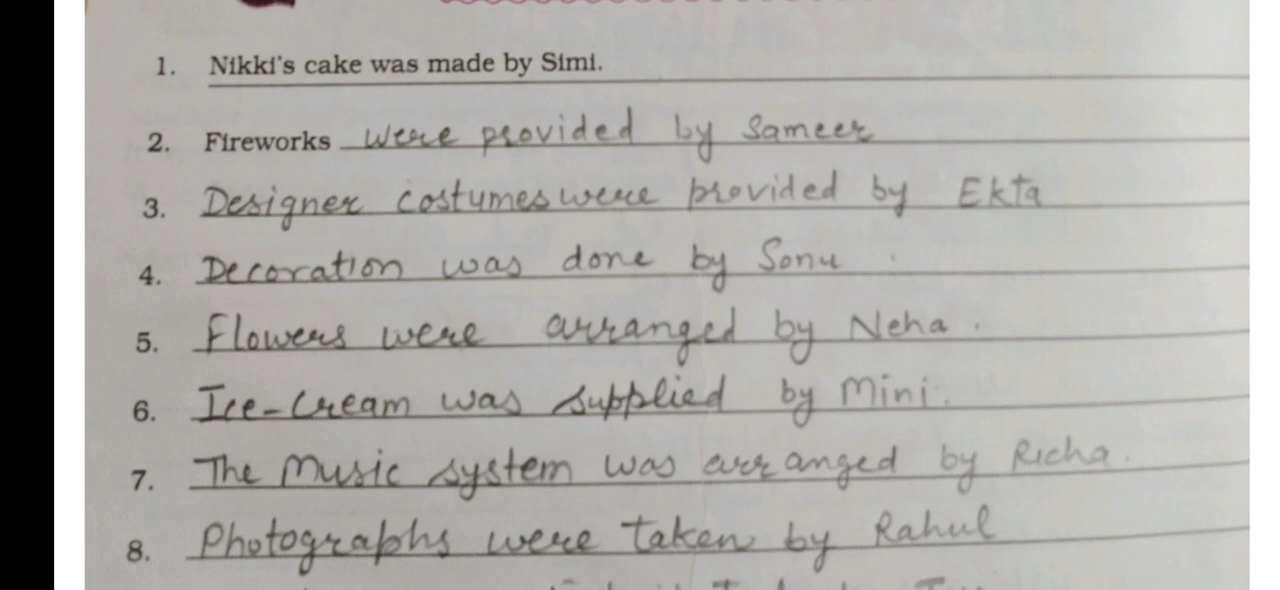 1. Nikki's cake was made by Simi.
2. Fireworks were provided by Sameer
3. Designer costumes were provided by Ekta
4. Decoration was done by Sonu
5. Flowers were arranged by Neha.
6. Ice-Cream was supplied by Mini.
7. The Music system was arranged by Richa.
8. Photographs were taken by Rahul